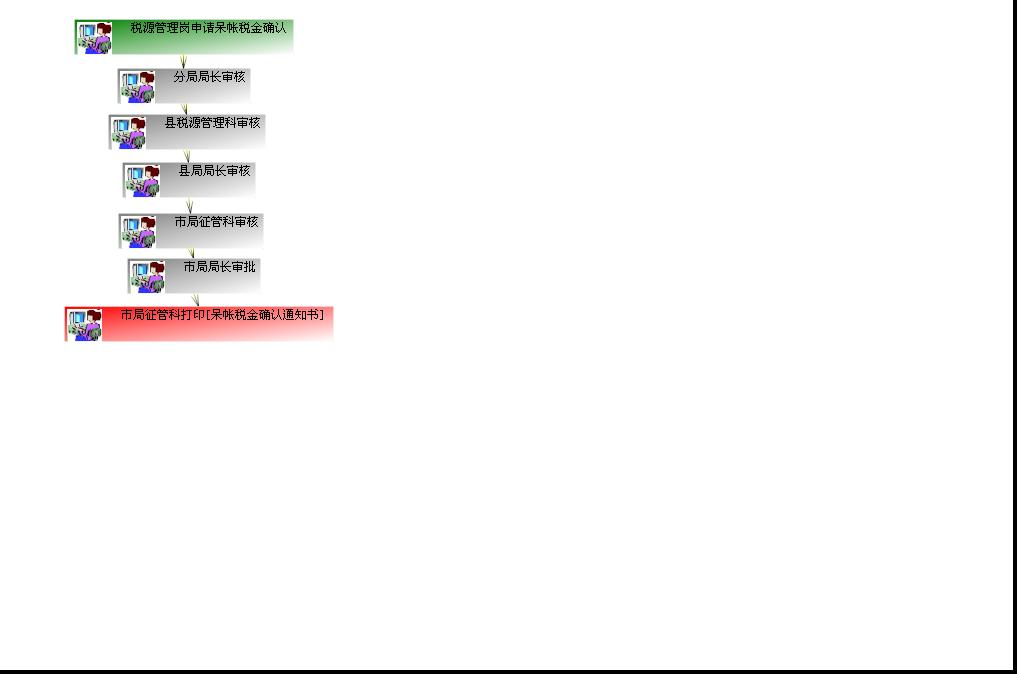 税源管理岗申请呆帐税金确认
分局局长审核
县税源管理科审核
县局局长审核
市局征管科审核
市局局长审批
市局征管科打印[呆帐税金确认通知书]